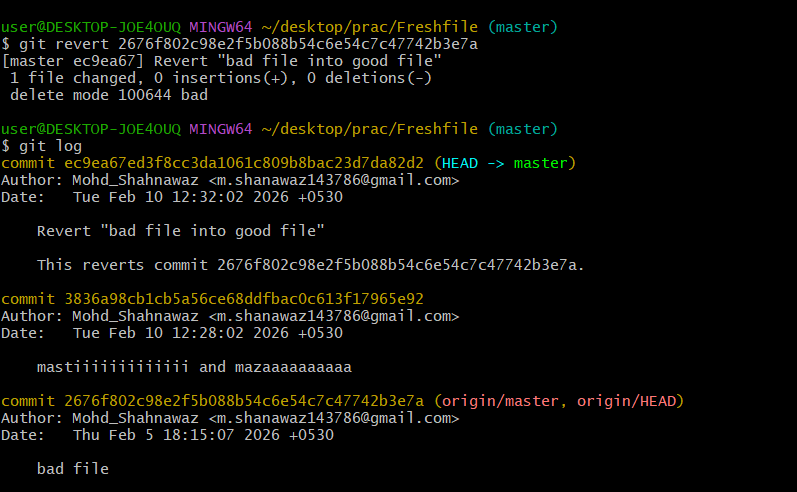 user@DESKTOP-JOE4OUQ MINGW64 ~/desktop/prac/Freshfile (master)
$ git revert 2676f802c98e2f5b088b54c6e54c7c47742b3e7a
[master ec9ea67] Revert "bad file into good file"
 1 file changed, 0 insertions(+), 0 deletions(-)
 delete mode 100644 bad

user@DESKTOP-JOE4OUQ MINGW64 ~/desktop/prac/Freshfile (master)
$ git log
commit ec9ea67ed3f8cc3da1061c809b8bac23d7da82d2 (HEAD -> master)
Author: Mohd_Shahnawaz <m.shanawaz143786@gmail.com>
Date:   Tue Feb 10 12:32:02 2026 +0530

    Revert "bad file into good file"

    This reverts commit 2676f802c98e2f5b088b54c6e54c7c47742b3e7a.

commit 3836a98cb1cb5a56ce68ddfbac0c613f17965e92
Author: Mohd_Shahnawaz <m.shanawaz143786@gmail.com>
Date:   Tue Feb 10 12:28:02 2026 +0530

    mastiiiiiiiiiiiii and mazaaaaaaaaaa

commit 2676f802c98e2f5b088b54c6e54c7c47742b3e7a (origin/master, origin/HEAD)
Author: Mohd_Shahnawaz <m.shanawaz143786@gmail.com>
Date:   Thu Feb 5 18:15:07 2026 +0530

    bad file